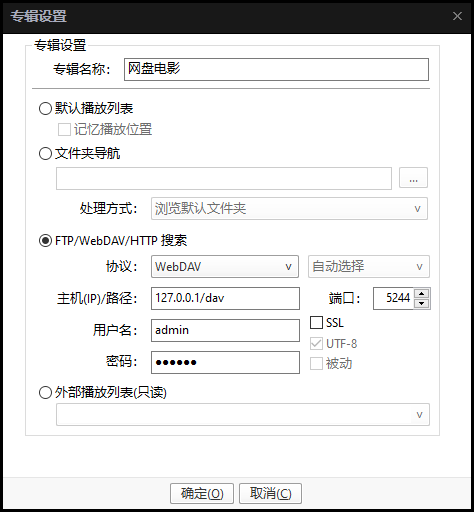 专辑设置
专辑设置
专辑名称： 网盘电影
默认播放列表
记忆播放位置
文件夹导航
...
处理方式： 浏览默认文件夹
FTP/WebDAV/HTTP 搜索
协议： WebDAV 自动选择
主机(IP)/路径： 127.0.0.1/dav 端口： 5244
用户名： admin SSL
UTF-8
密码： ●●●●●● 被动
外部播放列表(只读)
确定(O) 取消(C)